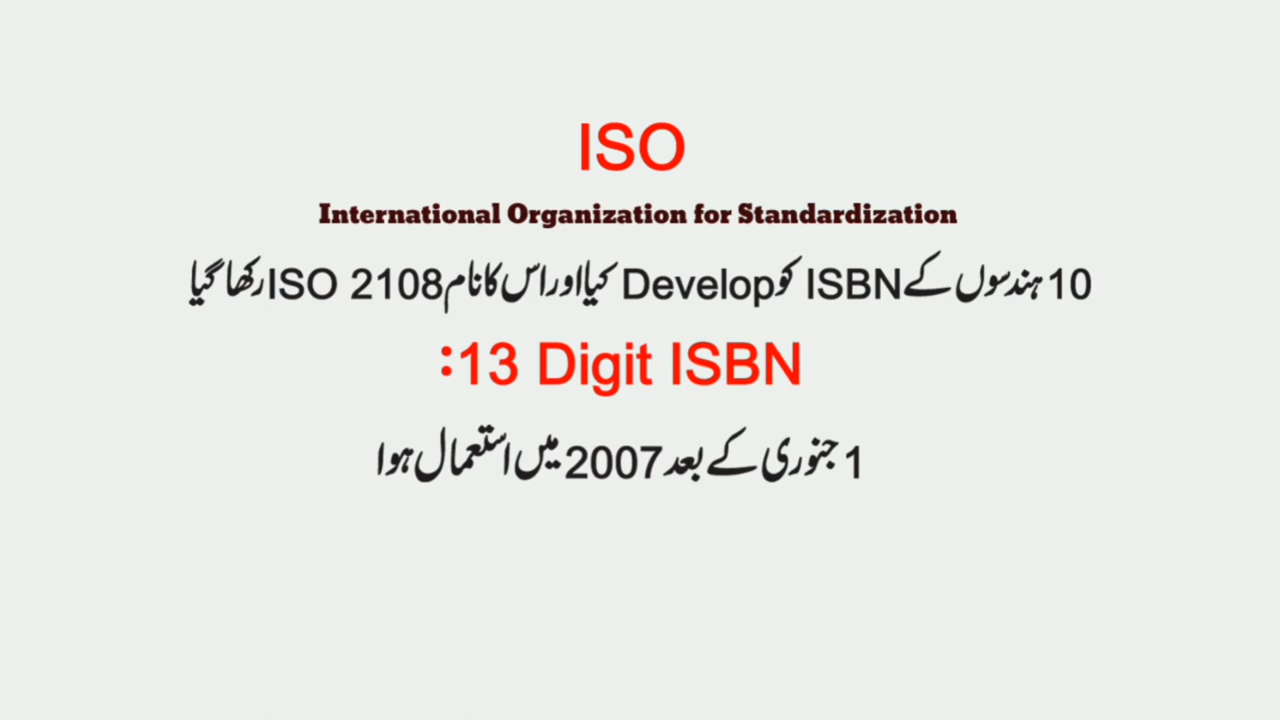 ISO
International Organization for Standardization
10 ہندسوں کے ISBN کو Develop کیا اور اس کا نام ISO 2108 رکھا گیا
13 Digit ISBN:
1 جنوری کے بعد 2007 میں استعمال ہوا